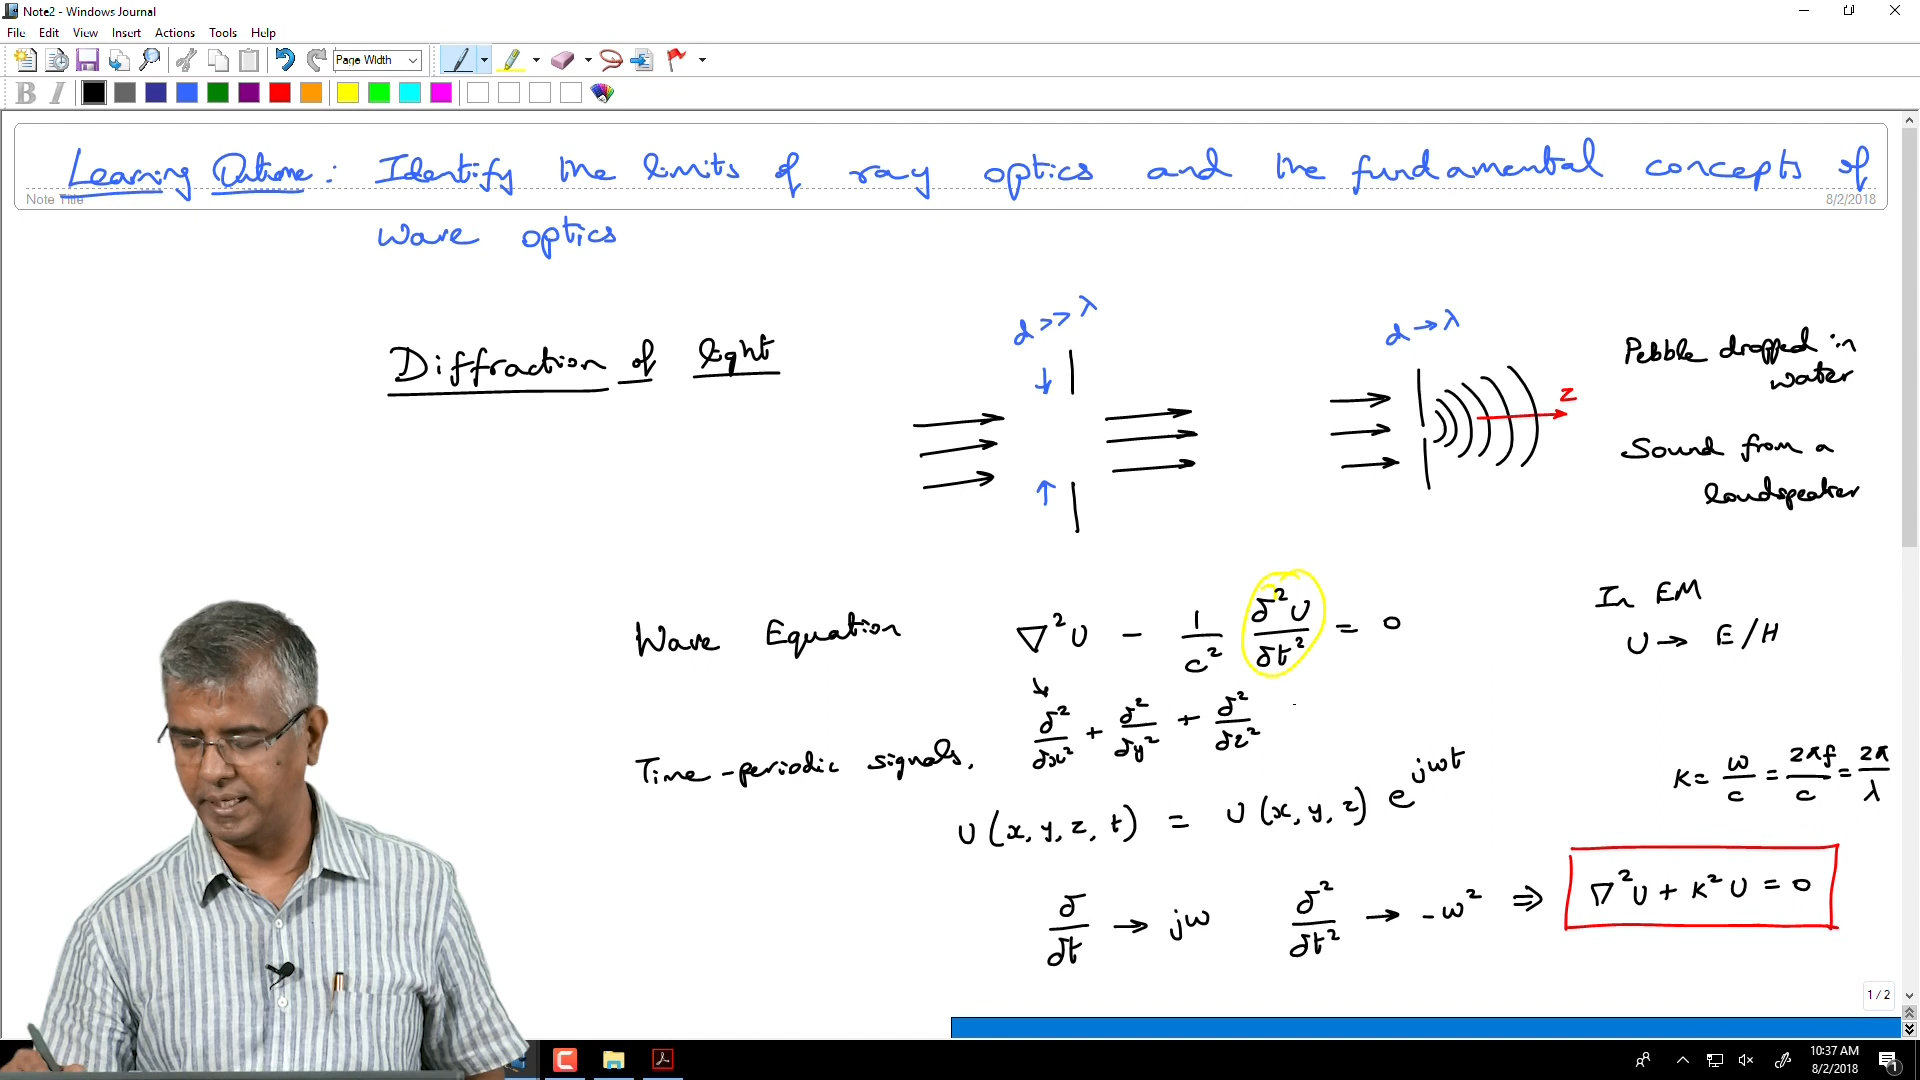 Note2 - Windows Journal
File Edit View Insert Actions Tools Help
Page Width
B I
Learning Outcome: Identify the limits of ray optics and the fundamental concepts of
Note Title 8/2/2018
wave optics
Diffraction of light
d >> λ
d → λ
z
Pebble dropped in
water
Sound from a
loudspeaker
Wave Equation ∇²U - 1/c² ∂²U/∂t² = 0
In EM
U → E/H
∂²/∂x² + ∂²/∂y² + ∂²/∂z²
Time-periodic signals,
U(x, y, z, t) = U(x, y, z) e^jωt
K = ω/c = 2πf/c = 2π/λ
∂/∂t → jω ∂²/∂t² → -ω² ⇒ ∇²U + K²U = 0
1 / 2
10:37 AM
8/2/2018
1